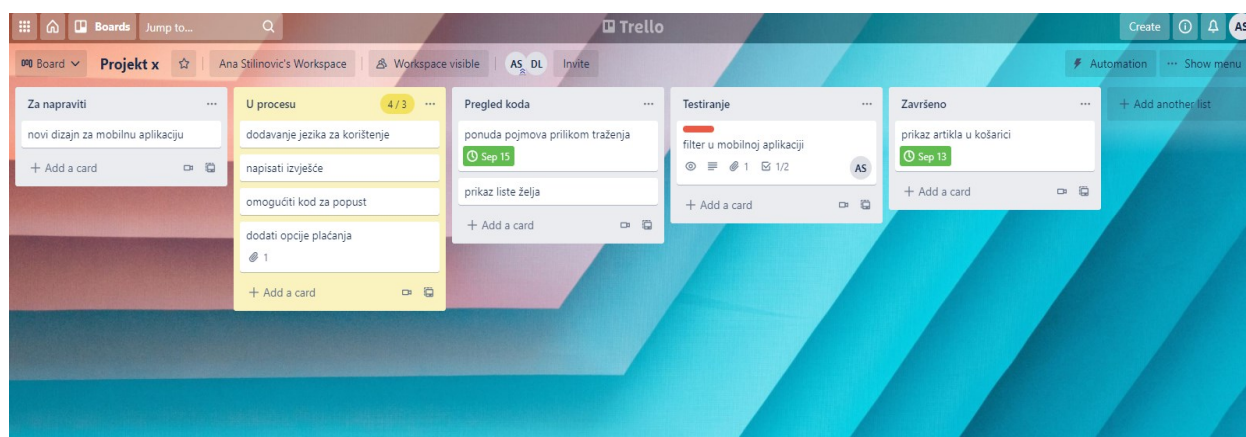 Boards Jump to... Trello Create AS
Board Projekt x Ana Stilinovic's Workspace Workspace visible AS DL Invite Automation ... Show menu
Za napraviti ...
novi dizajn za mobilnu aplikaciju
+ Add a card
U procesu 4/3 ...
dodavanje jezika za korištenje
napisati izvješće
omogućiti kod za popust
dodati opcije plaćanja
1
+ Add a card
Pregled koda ...
ponuda pojmova prilikom traženja
Sep 15
prikaz liste želja
+ Add a card
Testiranje ...
filter u mobilnoj aplikaciji
1 1/2 AS
+ Add a card
Završeno ...
prikaz artikla u košarici
Sep 13
+ Add a card
+ Add another list